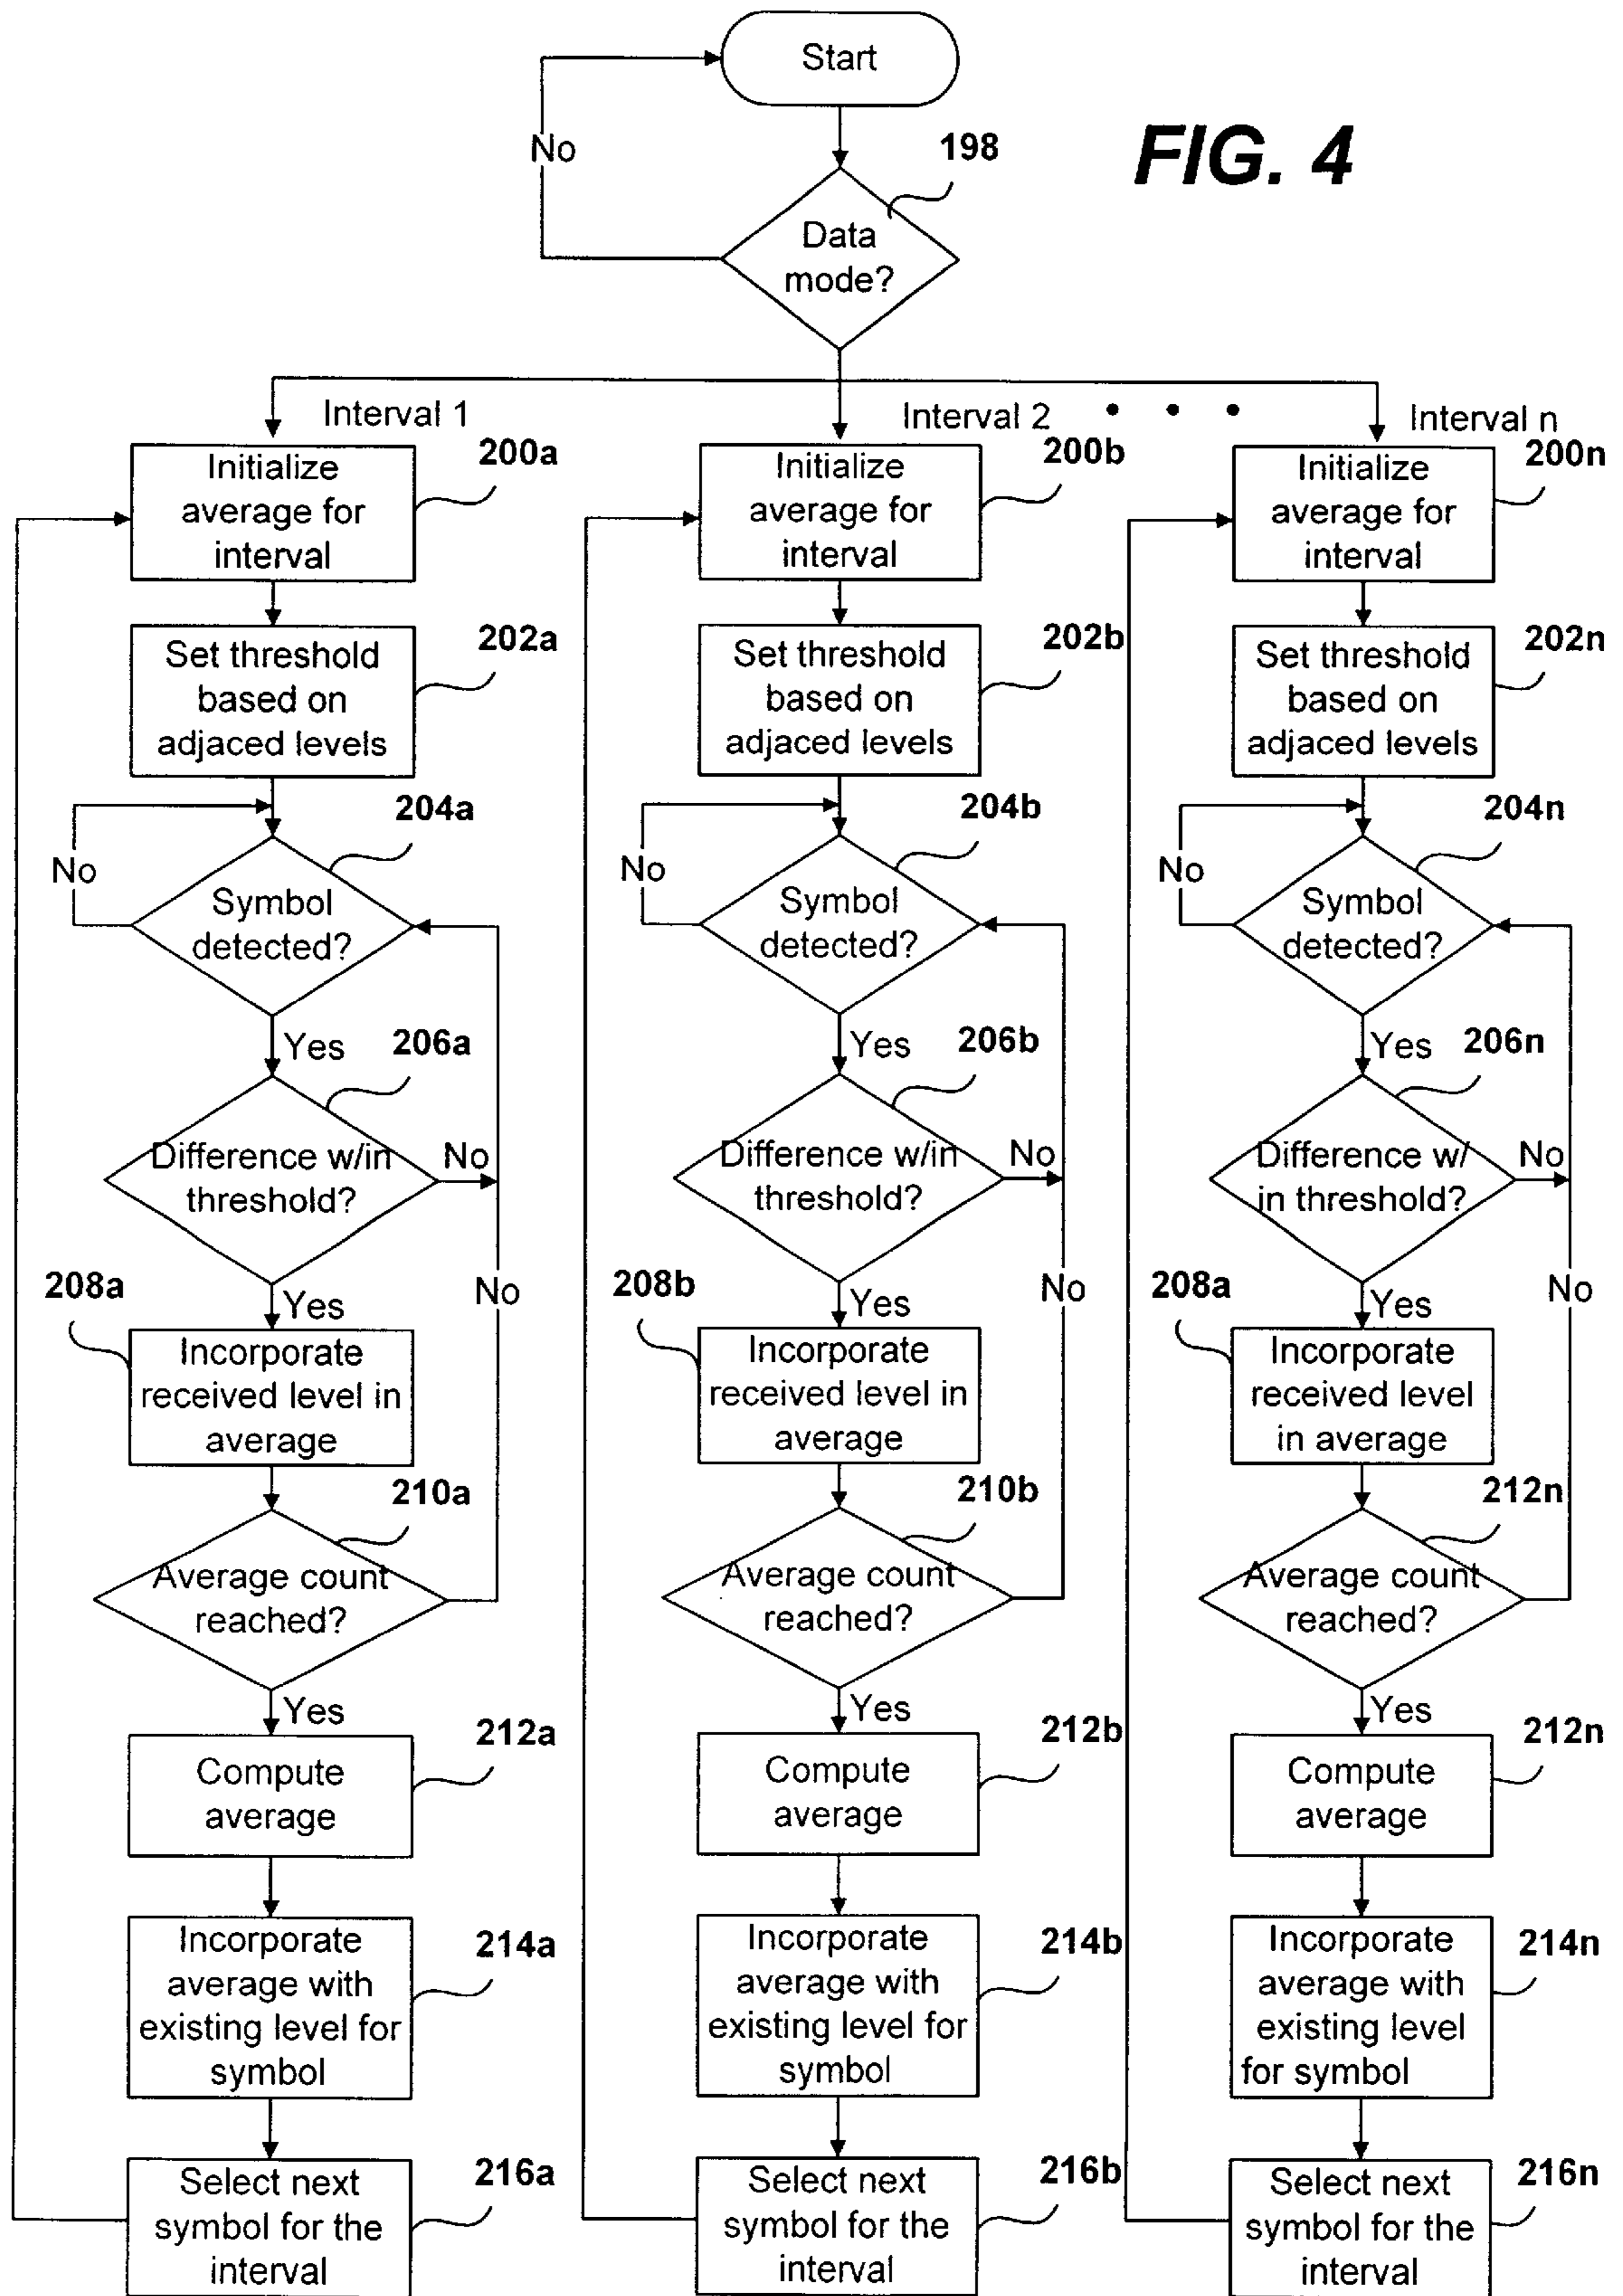 Start
FIG. 4
No
198
Data
mode?
Interval 1
Interval 2
• • •
Interval n
200a
Initialize
average for
interval
202a
Set threshold
based on
adjaced levels
204a
No
Symbol
detected?
Yes
206a
Difference w/in
threshold?
No
208a
Yes
No
Incorporate
received level in
average
210a
Average count
reached?
Yes
212a
Compute
average
214a
Incorporate
average with
existing level for
symbol
216a
Select next
symbol for the
interval
200b
Initialize
average for
interval
202b
Set threshold
based on
adjaced levels
204b
No
Symbol
detected?
Yes
206b
Difference w/in
threshold?
No
208b
Yes
No
Incorporate
received level in
average
210b
Average count
reached?
Yes
212b
Compute
average
214b
Incorporate
average with
existing level for
symbol
216b
Select next
symbol for the
interval
200n
Initialize
average for
interval
202n
Set threshold
based on
adjaced levels
204n
No
Symbol
detected?
Yes
206n
Difference w/
in threshold?
No
208a
Yes
No
Incorporate
received level
in average
212n
Average count
reached?
Yes
212n
Compute
average
214n
Incorporate
average with
existing level
for symbol
216n
Select next
symbol for the
interval